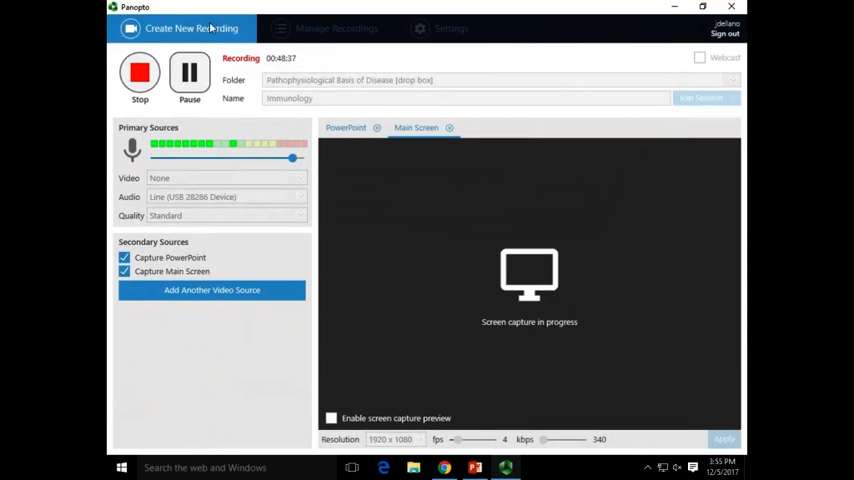 Panopto
Create New Recording
Manage Recordings
Settings
jdellano
Sign out
Recording 00:48:37
Webcast
Folder Pathophysiological Basis of Disease [drop box]
Stop Pause
Name Immunology Join Session
Primary Sources
PowerPoint Main Screen
Video None
Audio Line (USB 28286 Device)
Quality Standard
Secondary Sources
Capture PowerPoint
Capture Main Screen
Add Another Video Source
Screen capture in progress
Enable screen capture preview
Resolution 1920 x 1080 fps 4 kbps 340 Apply
Search the web and Windows
3:55 PM
12/5/2017